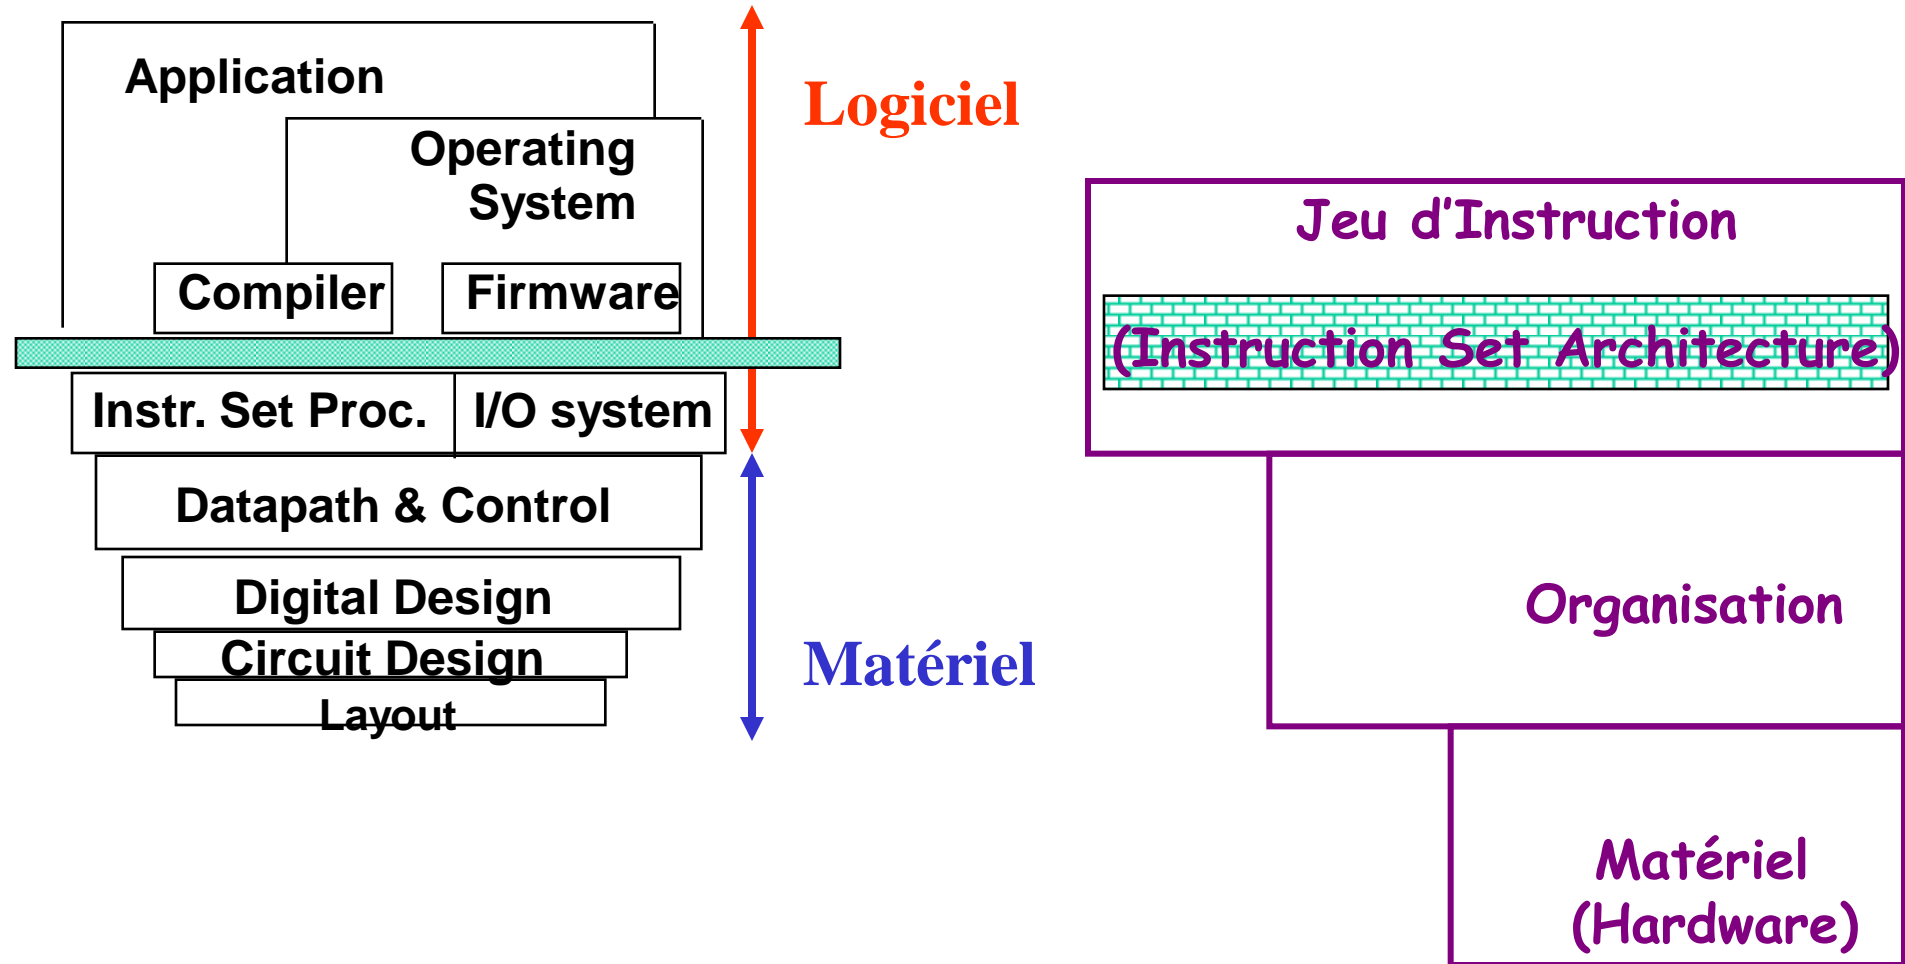 Application
Operating
System
Compiler
Firmware
Instr. Set Proc.
I/O system
Datapath & Control
Digital Design
Circuit Design
Layout
Logiciel
Matériel
Jeu d'Instruction
(Instruction Set Architecture)
Organisation
Matériel
(Hardware)